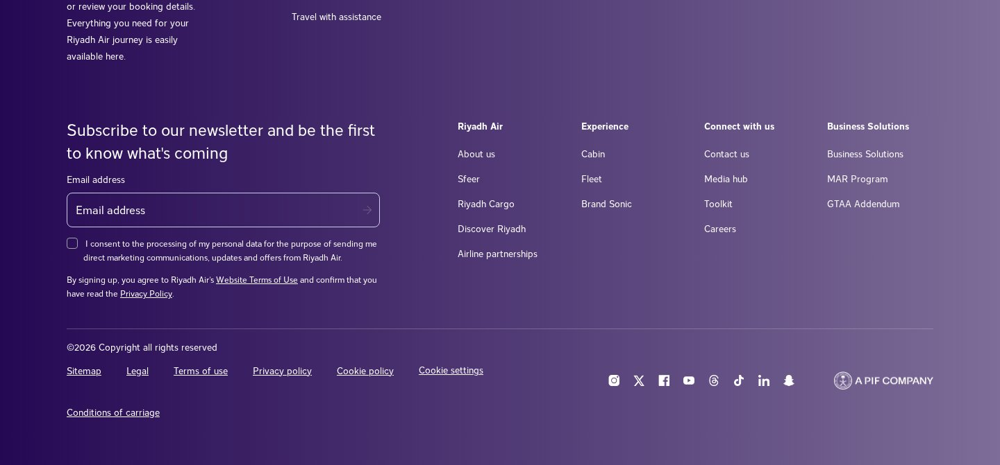 or review your booking details.
Everything you need for your
Riyadh Air journey is easily
available here.
Travel with assistance
Subscribe to our newsletter and be the first
to know what's coming
Email address
Email address
I consent to the processing of my personal data for the purpose of sending me
direct marketing communications, updates and offers from Riyadh Air.
By signing up, you agree to Riyadh Air's Website Terms of Use and confirm that you
have read the Privacy Policy.
Riyadh Air
About us
Sfeer
Riyadh Cargo
Discover Riyadh
Airline partnerships
Experience
Cabin
Fleet
Brand Sonic
Connect with us
Contact us
Media hub
Toolkit
Careers
Business Solutions
Business Solutions
MAR Program
GTAA Addendum
©2026 Copyright all rights reserved
Sitemap
Legal
Terms of use
Privacy policy
Cookie policy
Cookie settings
Conditions of carriage
A PIF COMPANY